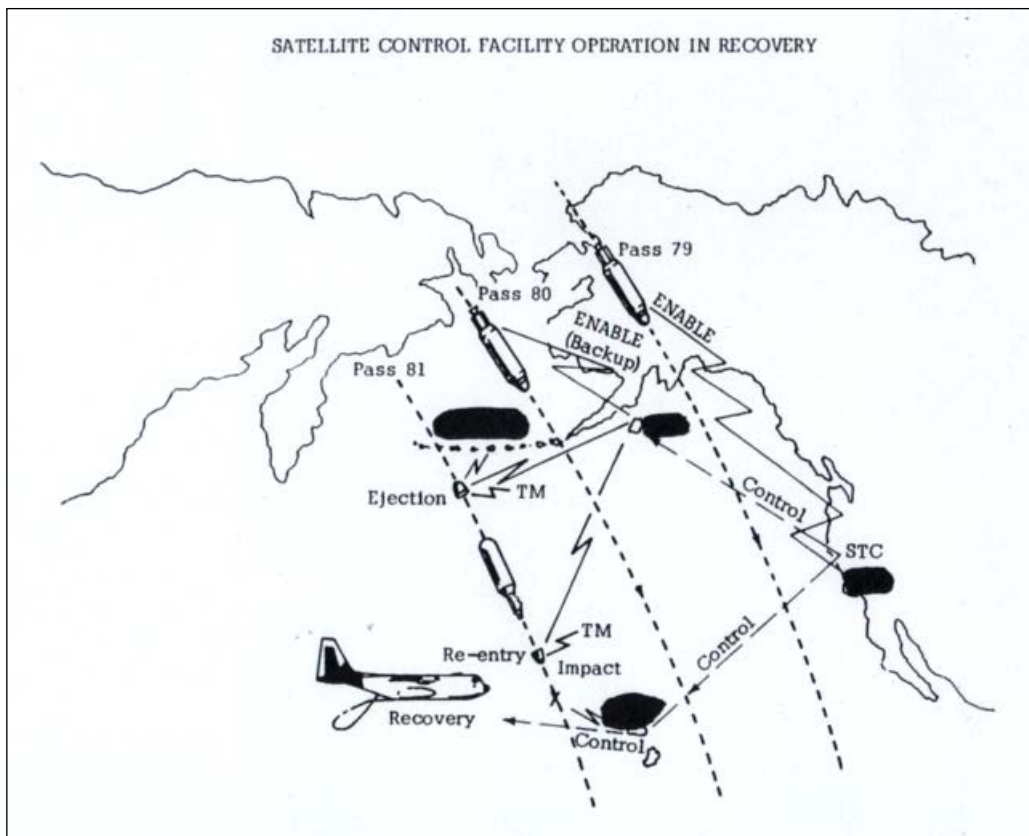 SATELLITE CONTROL FACILITY OPERATION IN RECOVERY
Pass 79
Pass 80
ENABLE
ENABLE
(Backup)
Pass 81
Control
Ejection
TM
STC
TM
Control
Re-entry
Impact
Recovery
Control